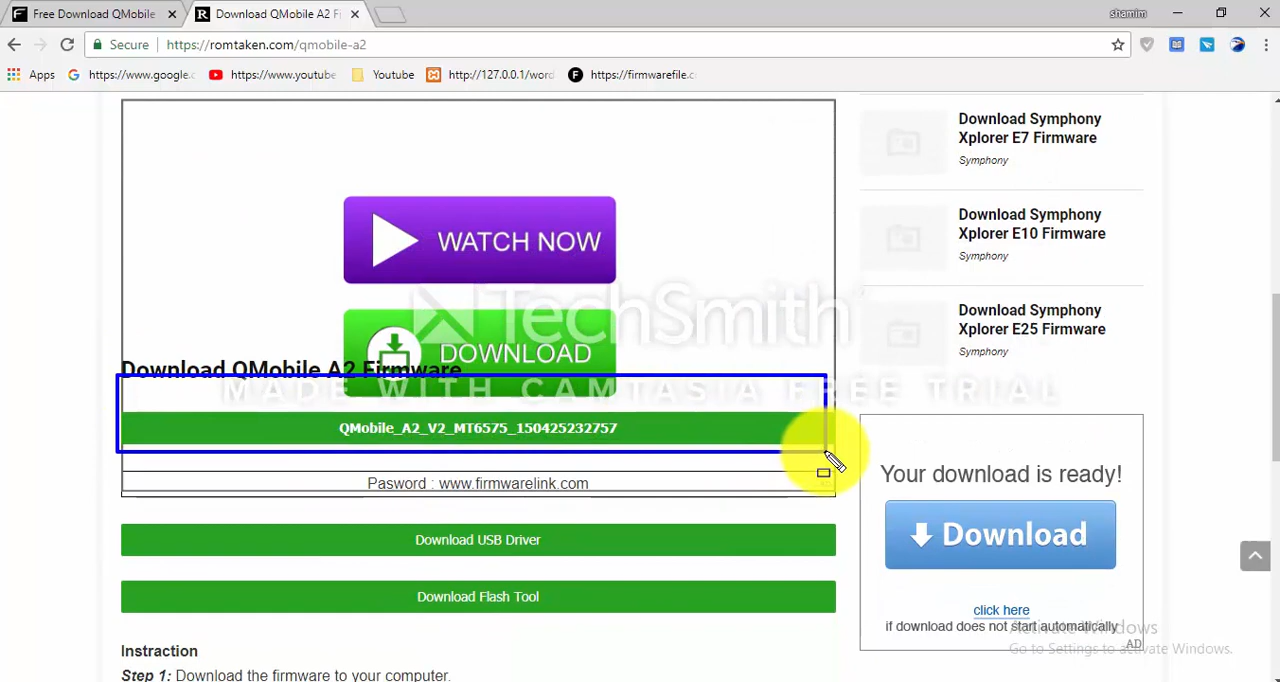 Free Download QMobile
Download QMobile A2 F
shamim
Secure
https://romtaken.com/qmobile-a2
Apps
https://www.google.
https://www.youtube
Youtube
http://127.0.0.1/word
https://firmwarefile.c
WATCH NOW
DOWNLOAD
Download QMobile A2 Firmware
QMobile_A2_V2_MT6575_150425232757
Pasword : www.firmwarelink.com
Download USB Driver
Download Flash Tool
Instraction
Step 1: Download the firmware to your computer.
Download Symphony
Xplorer E7 Firmware
Symphony
Download Symphony
Xplorer E10 Firmware
Symphony
Download Symphony
Xplorer E25 Firmware
Symphony
Your download is ready!
Download
click here
if download does not start automatically
AD
TechSmith
MADE WITH CAMTASIA FREE TRIAL
Activate Windows
Go to Settings to activate Windows.